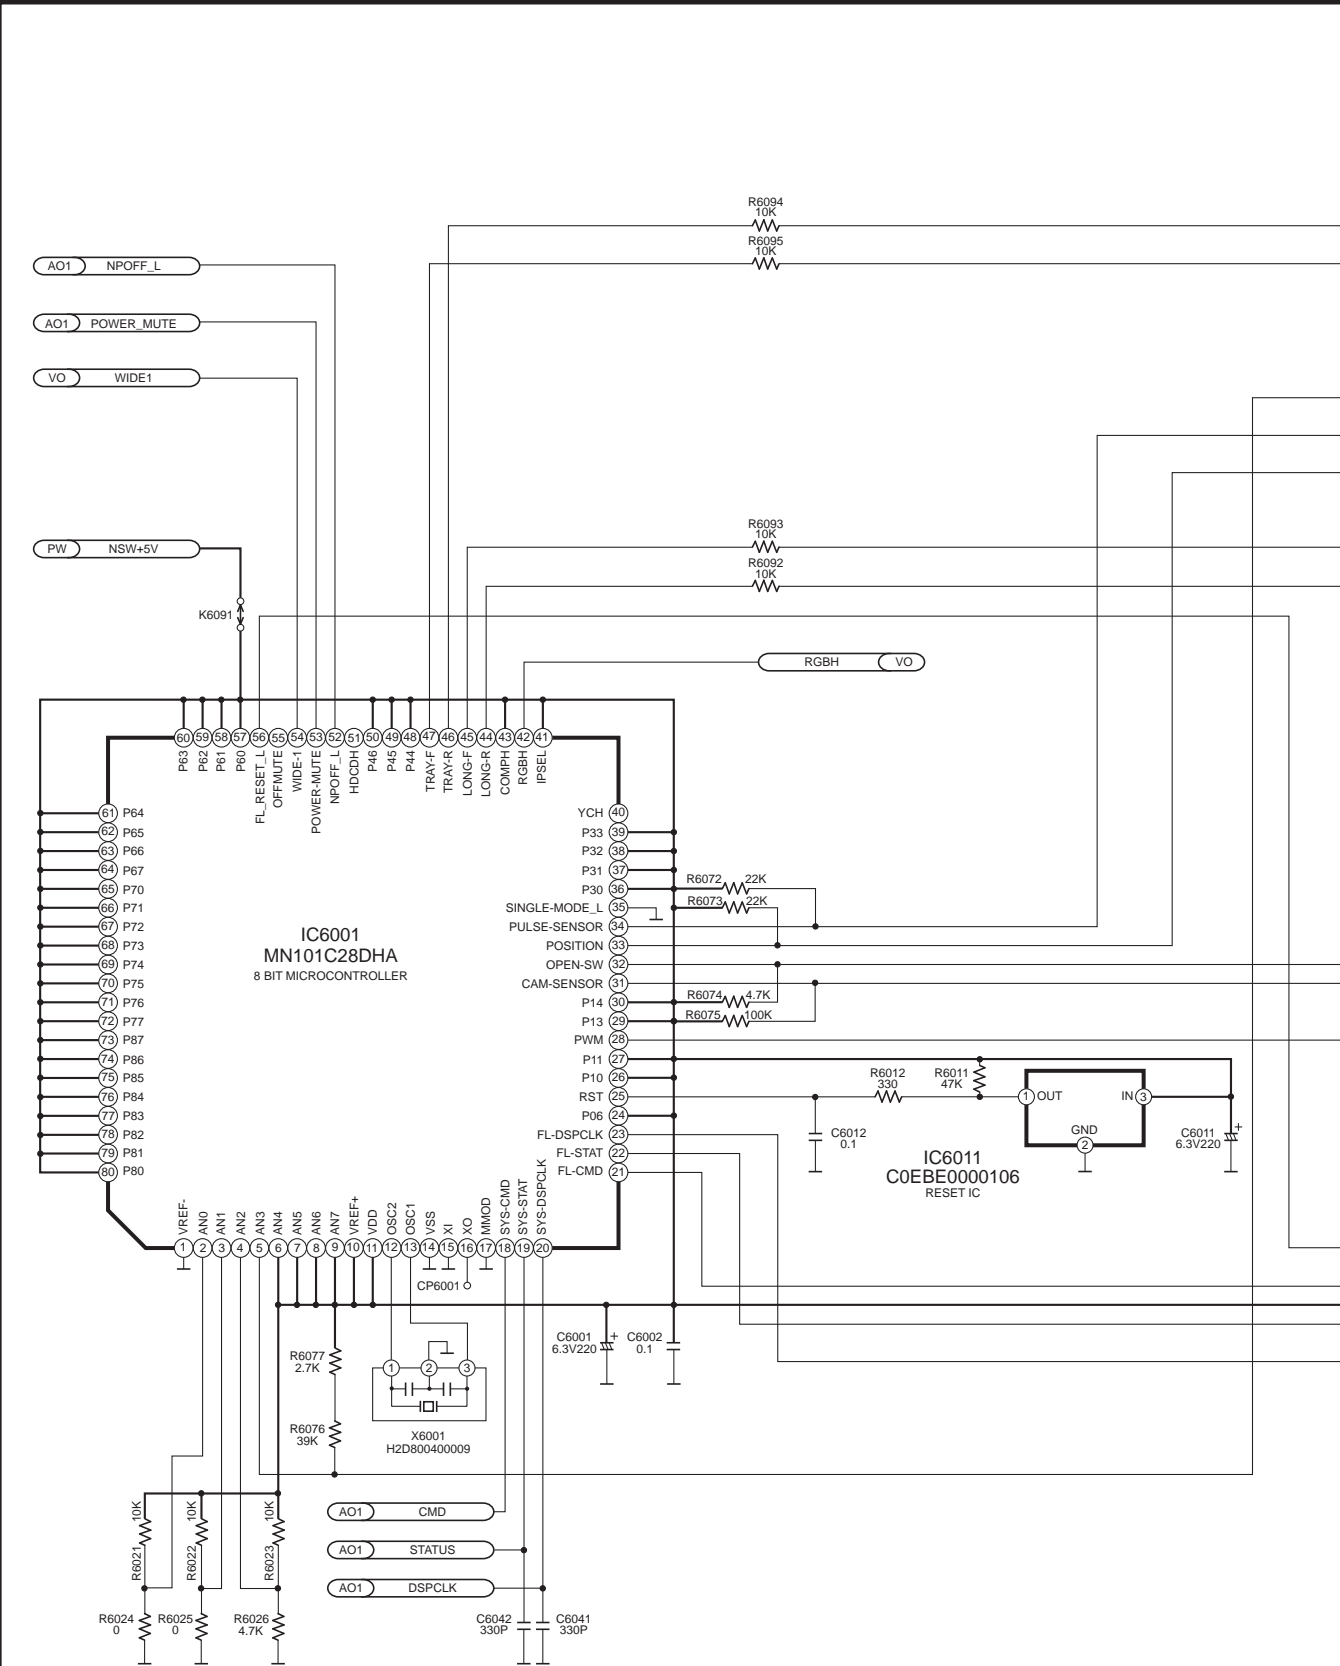 R6094
10K
R6095
10K
AO1 NPOFF_L
AO1 POWER_MUTE
VO WIDE1
R6093
10K
PW NSW+5V
R6092
10K
K6091
RGBH VO
60 59 58 57 56 55 54 53 52 51 50 49 48 47 46 45 44 43 42 41
P63
P62
P61
P60
FL_RESET_L
OFFMUTE
WIDE-1
POWER-MUTE
NPOFF_L
HDCDH
P46
P45
P44
TRAY-F
TRAY-R
LONG-F
LONG-R
COMPH
RGBH
IPSEL
61 P64
62 P65
63 P66
64 P67
65 P70
66 P71
67 P72
68 P73
69 P74
70 P75
71 P76
72 P77
73 P87
74 P86
75 P85
76 P84
77 P83
78 P82
79 P81
80 P80
IC6001
MN101C28DHA
8 BIT MICROCONTROLLER
YCH 40
P33 39
P32 38
P31 37
P30 36
SINGLE-MODE_L 35
PULSE-SENSOR 34
POSITION 33
OPEN-SW 32
CAM-SENSOR 31
P14 30
P13 29
PWM 28
P11 27
P10 26
RST 25
P06 24
FL-DSPCLK 23
FL-STAT 22
FL-CMD 21
R6072 22K
R6073 22K
R6074 4.7K
R6075 100K
R6012
330
R6011
47K
1 OUT
IN 3
GND
2
C6012
0.1
C6011
6.3V220
+
IC6011
C0EBE0000106
RESET IC
VREF-
AN0
AN1
AN2
AN3
AN4
AN5
AN6
AN7
VREF+
VDD
OSC2
OSC1
VSS
XI
XO
MMOD
SYS-CMD
SYS-STAT
SYS-DSPCLK
1 2 3 4 5 6 7 8 9 10 11 12 13 14 15 16 17 18 19 20
CP6001
R6077
2.7K
1 2 3
C6001
6.3V220
+
C6002
0.1
R6076
39K
X6001
H2D800400009
R6021 10K
R6022 10K
R6023 10K
AO1 CMD
AO1 STATUS
AO1 DSPCLK
R6024
0
R6025
0
R6026
4.7K
C6042
330P
C6041
330P